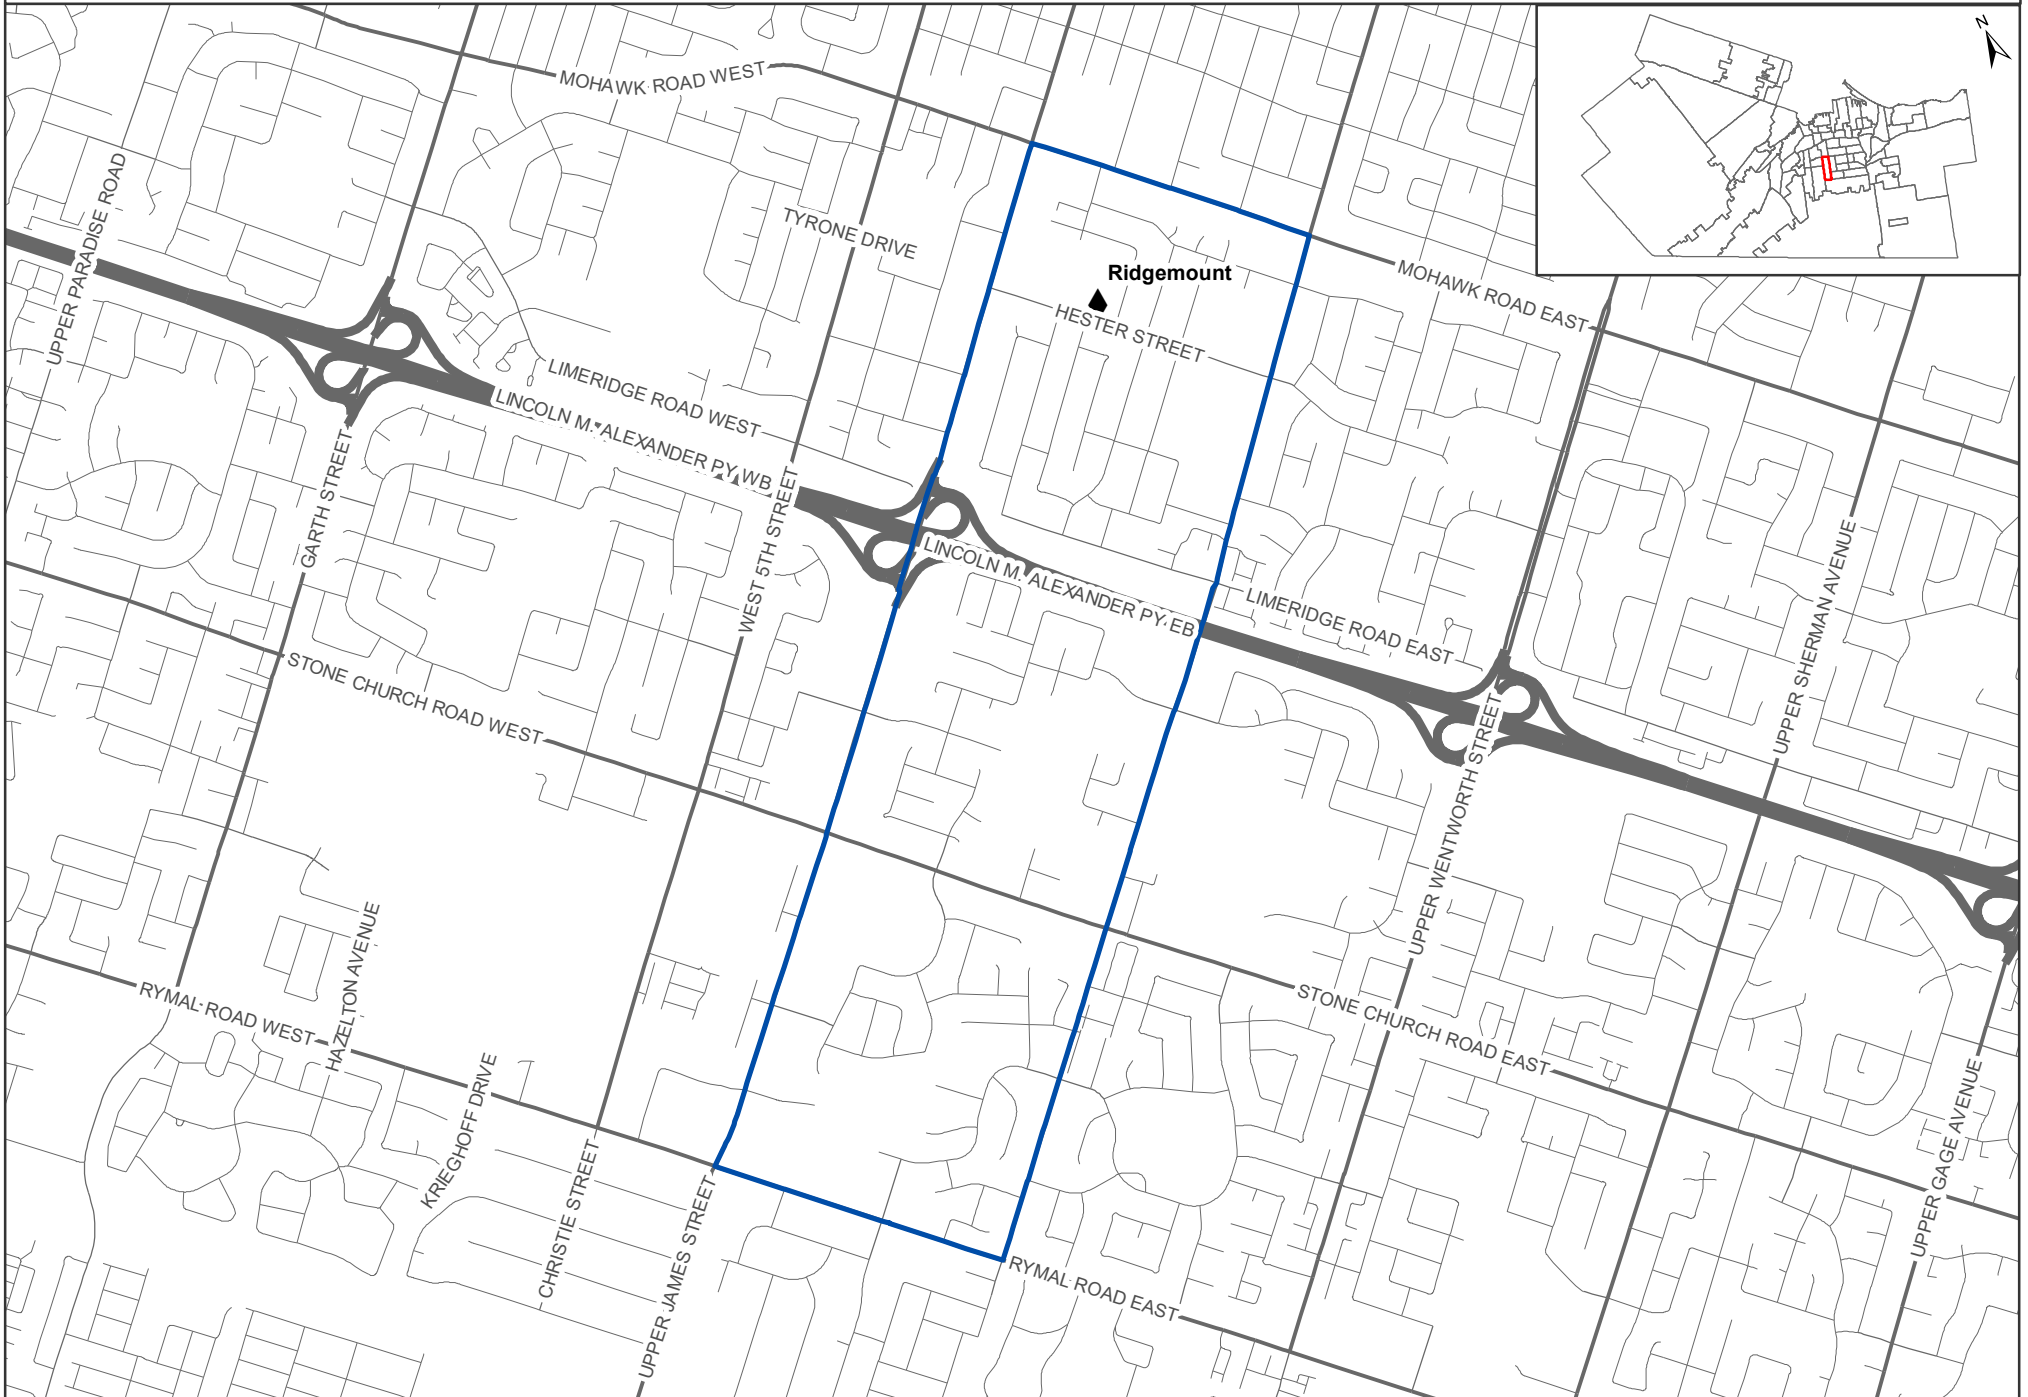 N
MOHAWK ROAD WEST
UPPER PARADISE ROAD
TYRONE DRIVE
Ridgemount
MOHAWK ROAD EAST
HESTER STREET
LIMERIDGE ROAD WEST
LINCOLN M. ALEXANDER PY WB
GARTH STREET
WEST 5TH STREET
LINCOLN M. ALEXANDER PY EB
LIMERIDGE ROAD EAST
UPPER SHERMAN AVENUE
STONE CHURCH ROAD WEST
UPPER WENTWORTH STREET
HAZELTON AVENUE
RYMAL ROAD WEST
STONE CHURCH ROAD EAST
KRIEGHOFF DRIVE
CHRISTIE STREET
UPPER JAMES STREET
UPPER GAGE AVENUE
RYMAL ROAD EAST